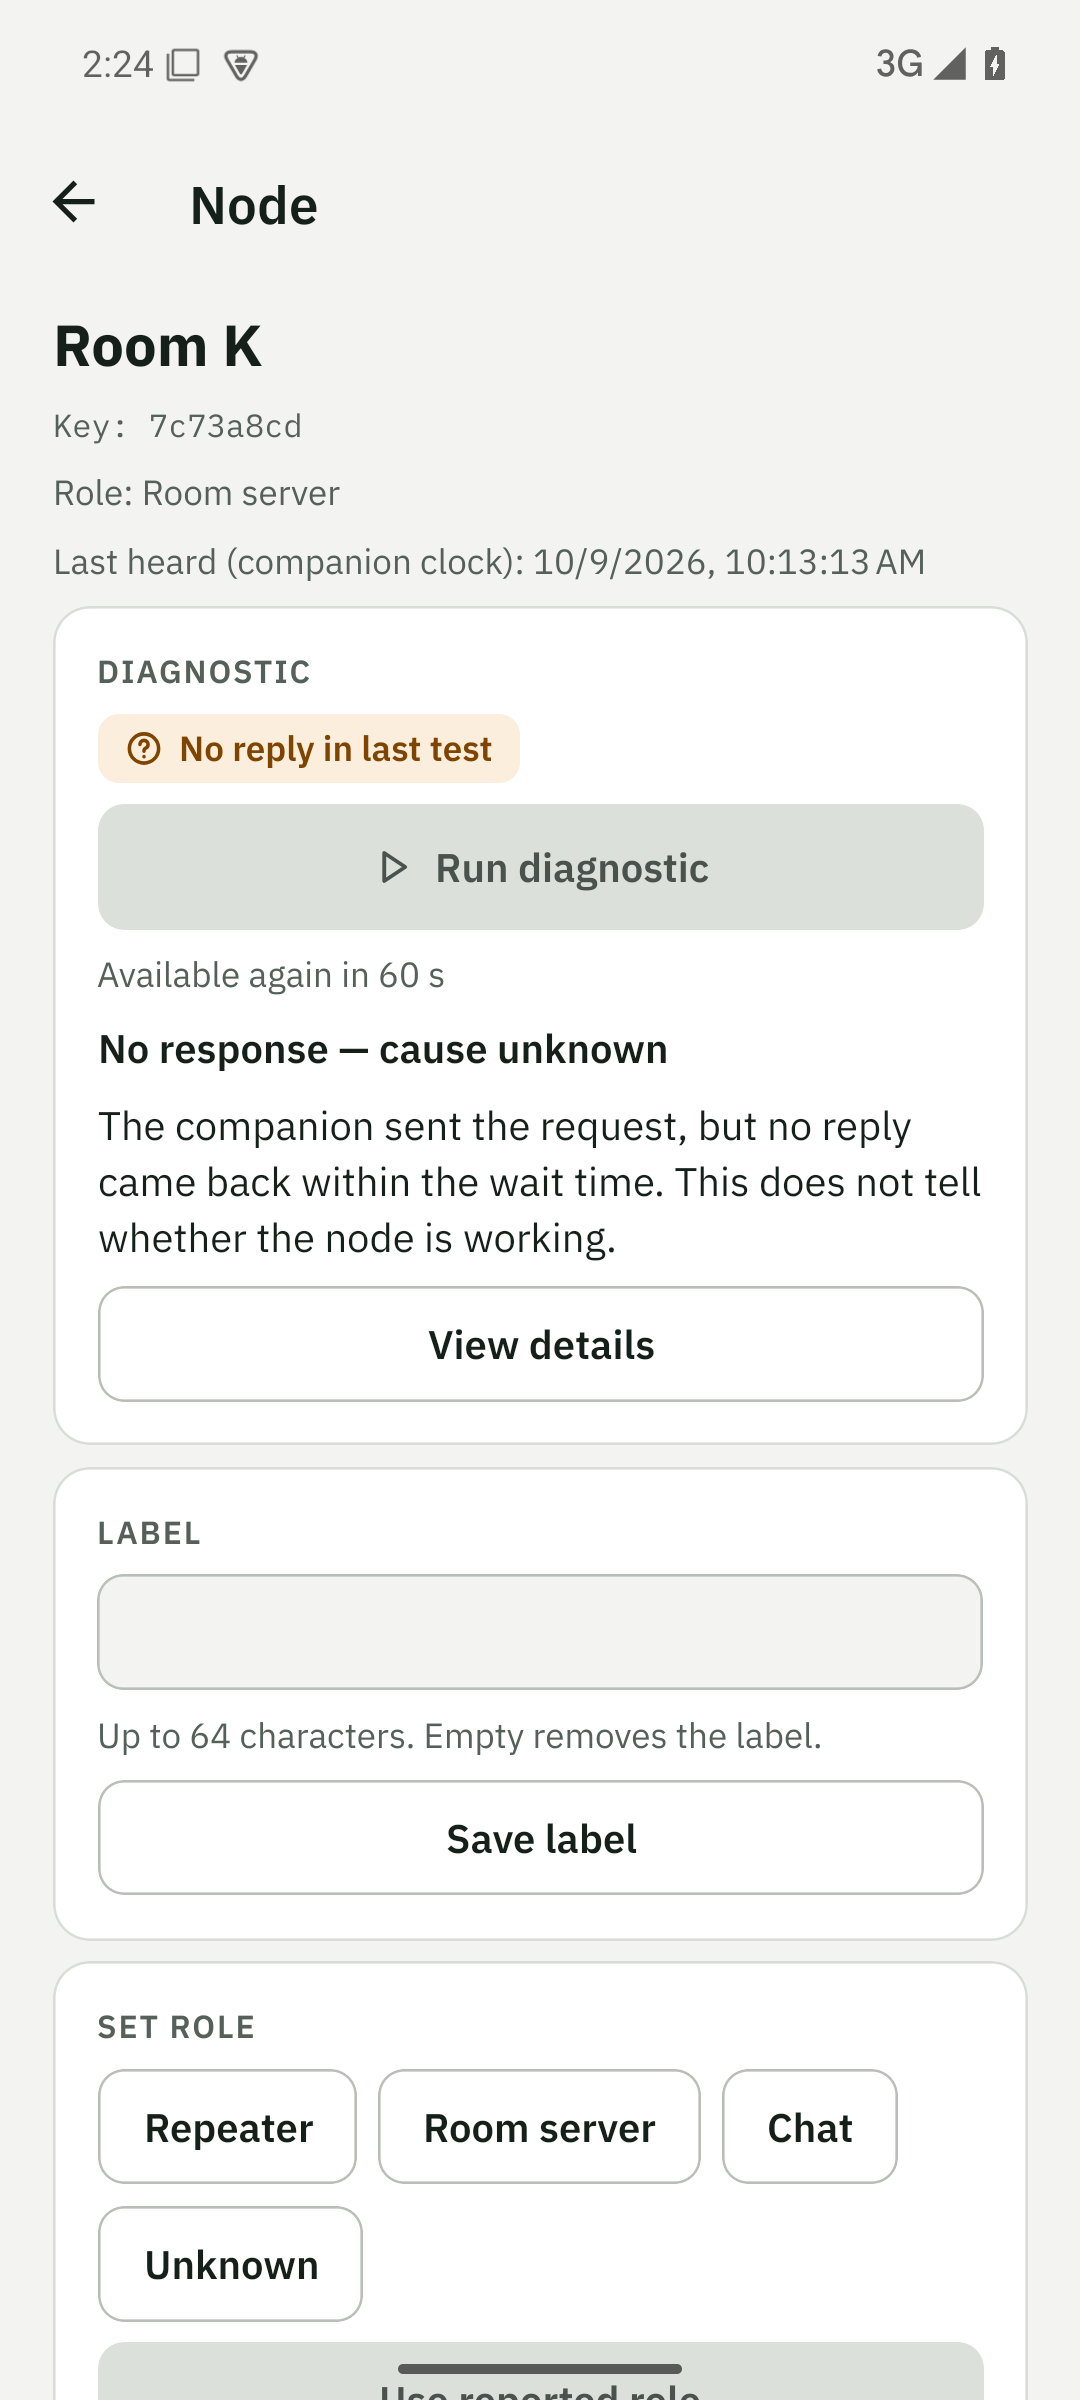 2:24
3G
Node
Room K
Key: 7c73a8cd
Role: Room server
Last heard (companion clock): 10/9/2026, 10:13:13 AM
DIAGNOSTIC
No reply in last test
Run diagnostic
Available again in 60 s
No response — cause unknown
The companion sent the request, but no reply
came back within the wait time. This does not tell
whether the node is working.
View details
LABEL
Up to 64 characters. Empty removes the label.
Save label
SET ROLE
Repeater
Room server
Chat
Unknown
Use reported role